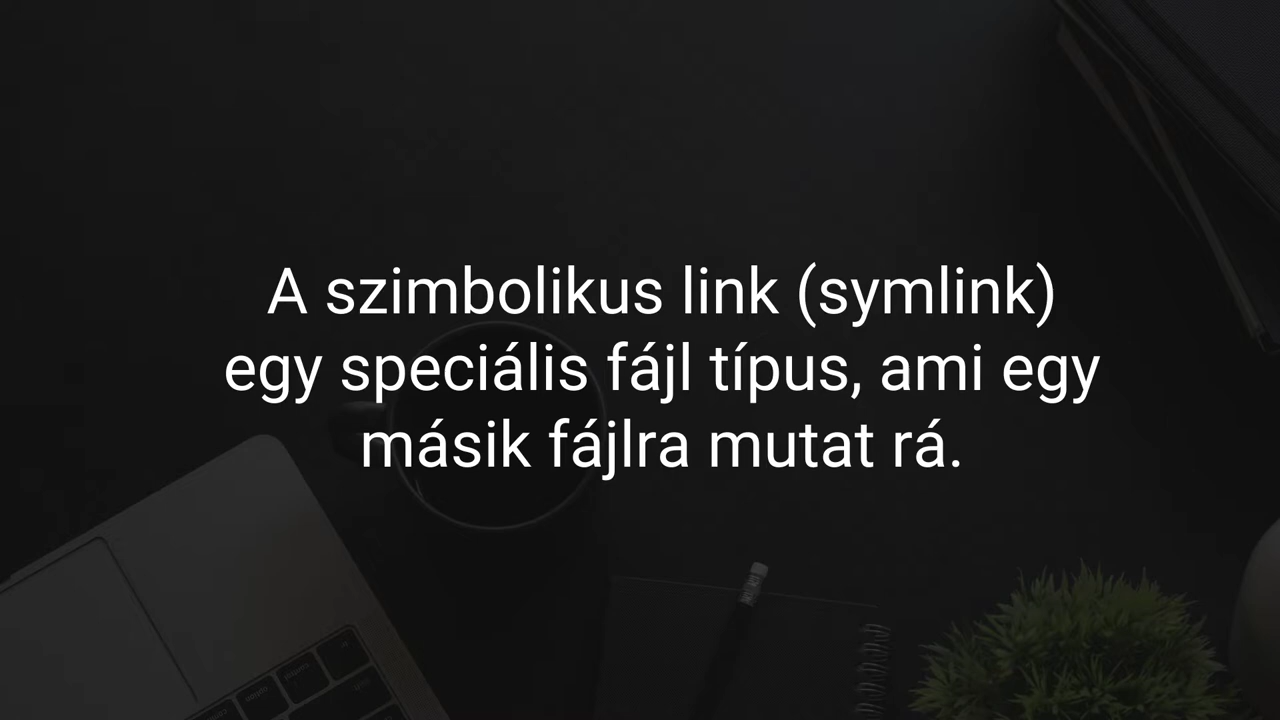 A szimbolikus link (symlink)
egy speciális fájl típus, ami egy
másik fájlra mutat rá.